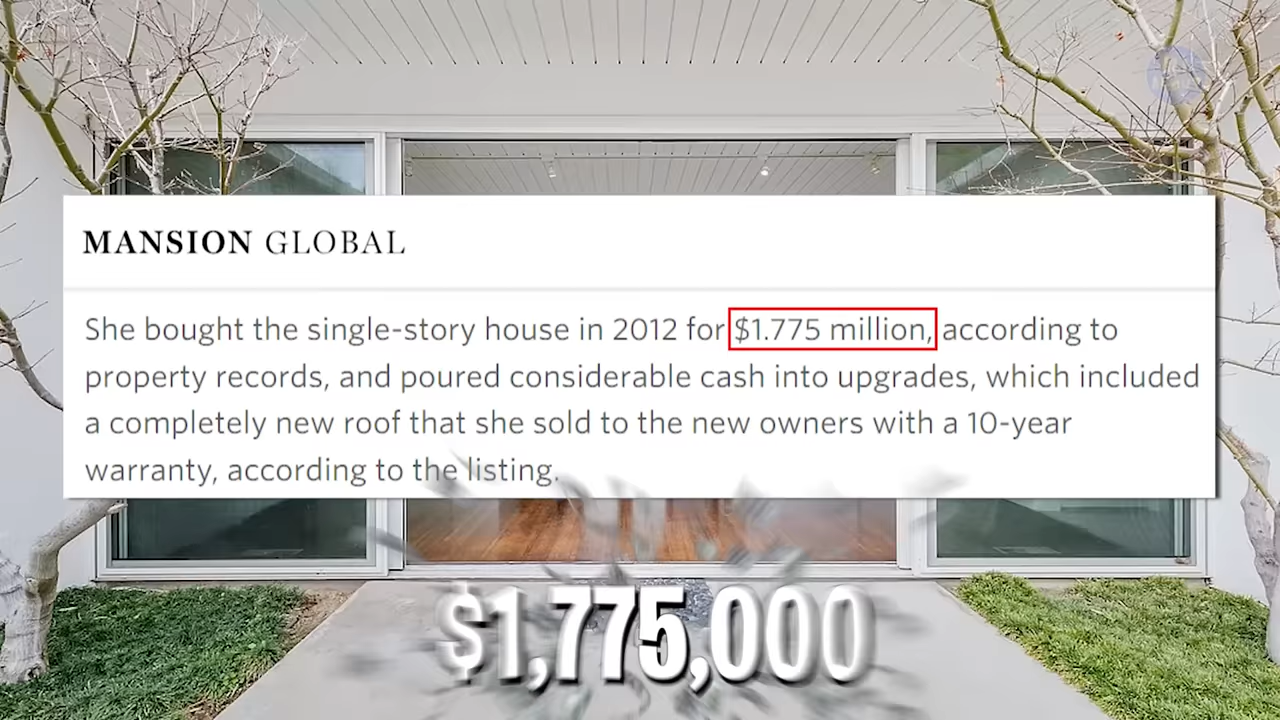 MANSION GLOBAL
She bought the single-story house in 2012 for $1.775 million, according to
property records, and poured considerable cash into upgrades, which included
a completely new roof that she sold to the new owners with a 10-year
warranty, according to the listing.
$1,775,000